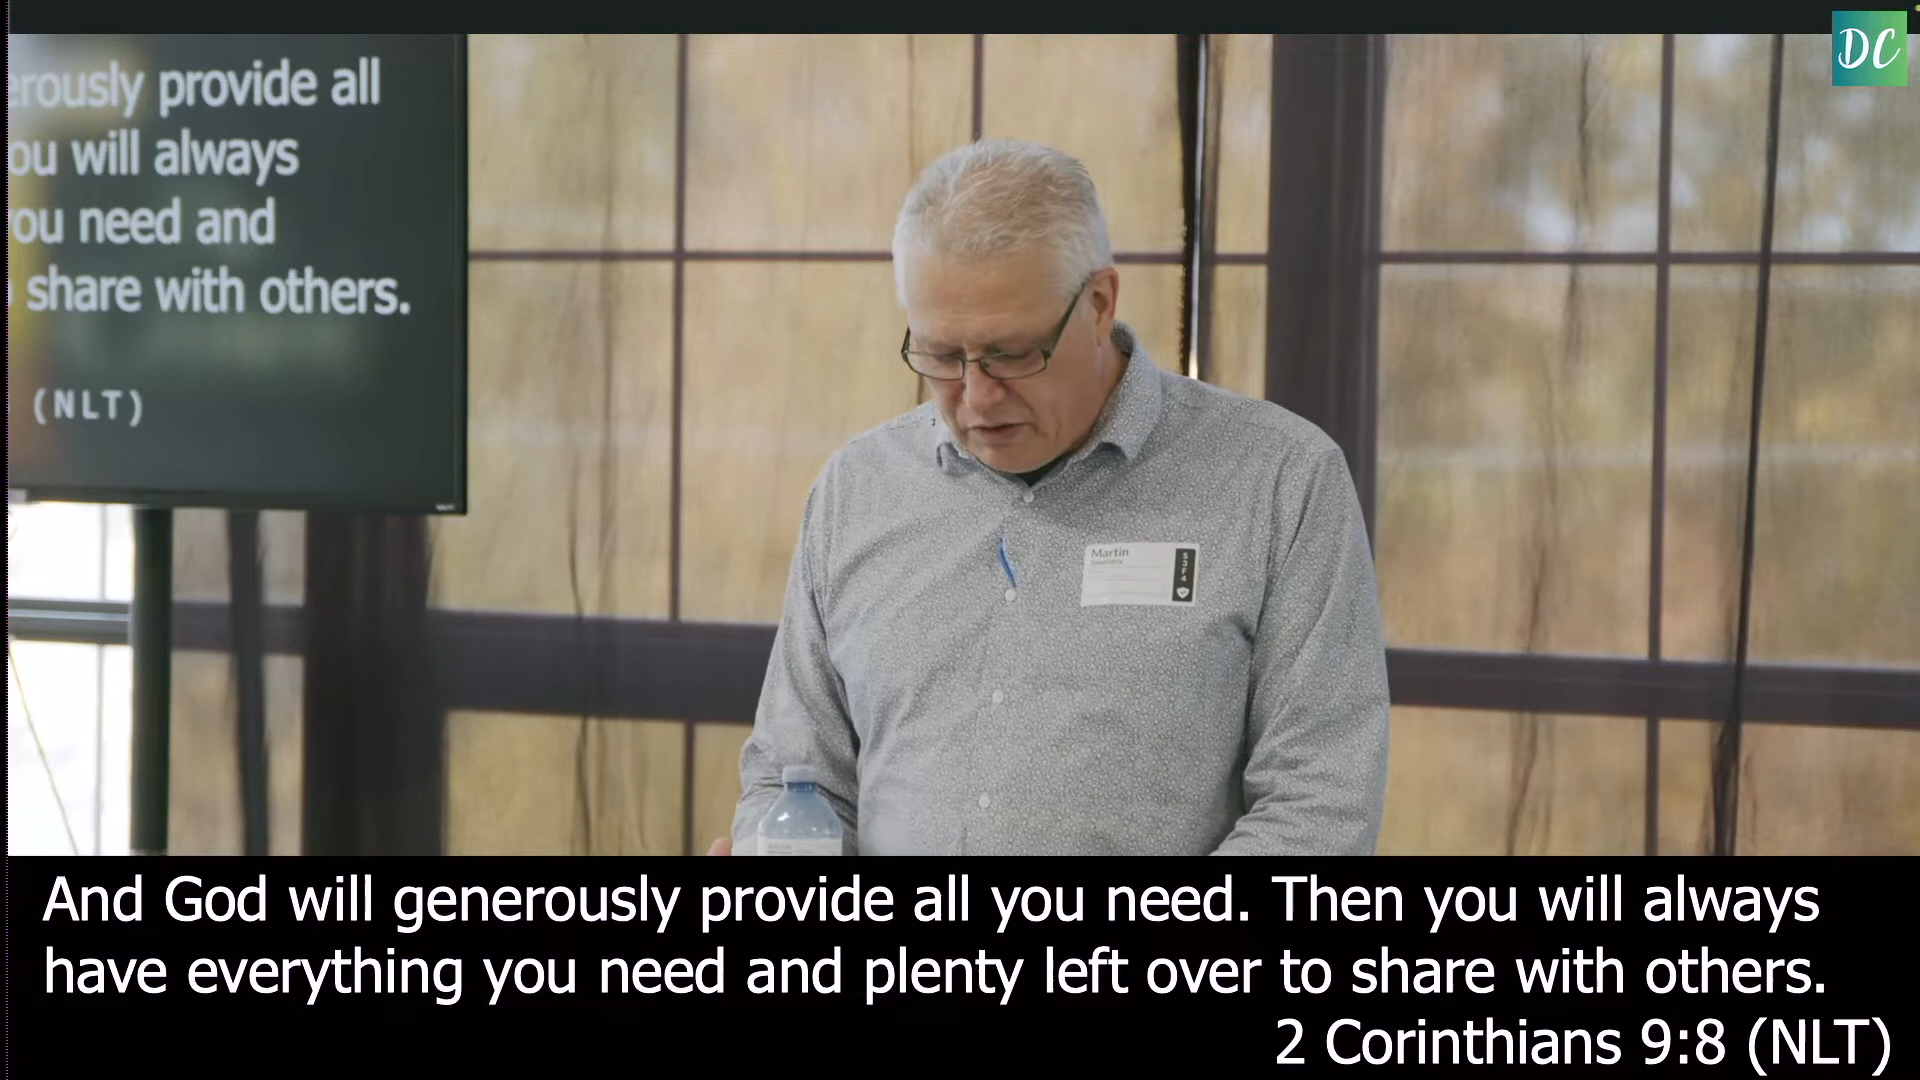 DC
erously provide all
ou will always
ou need and
share with others.
(NLT)
Martin
S3F4
And God will generously provide all you need. Then you will always
have everything you need and plenty left over to share with others.
2 Corinthians 9:8 (NLT)